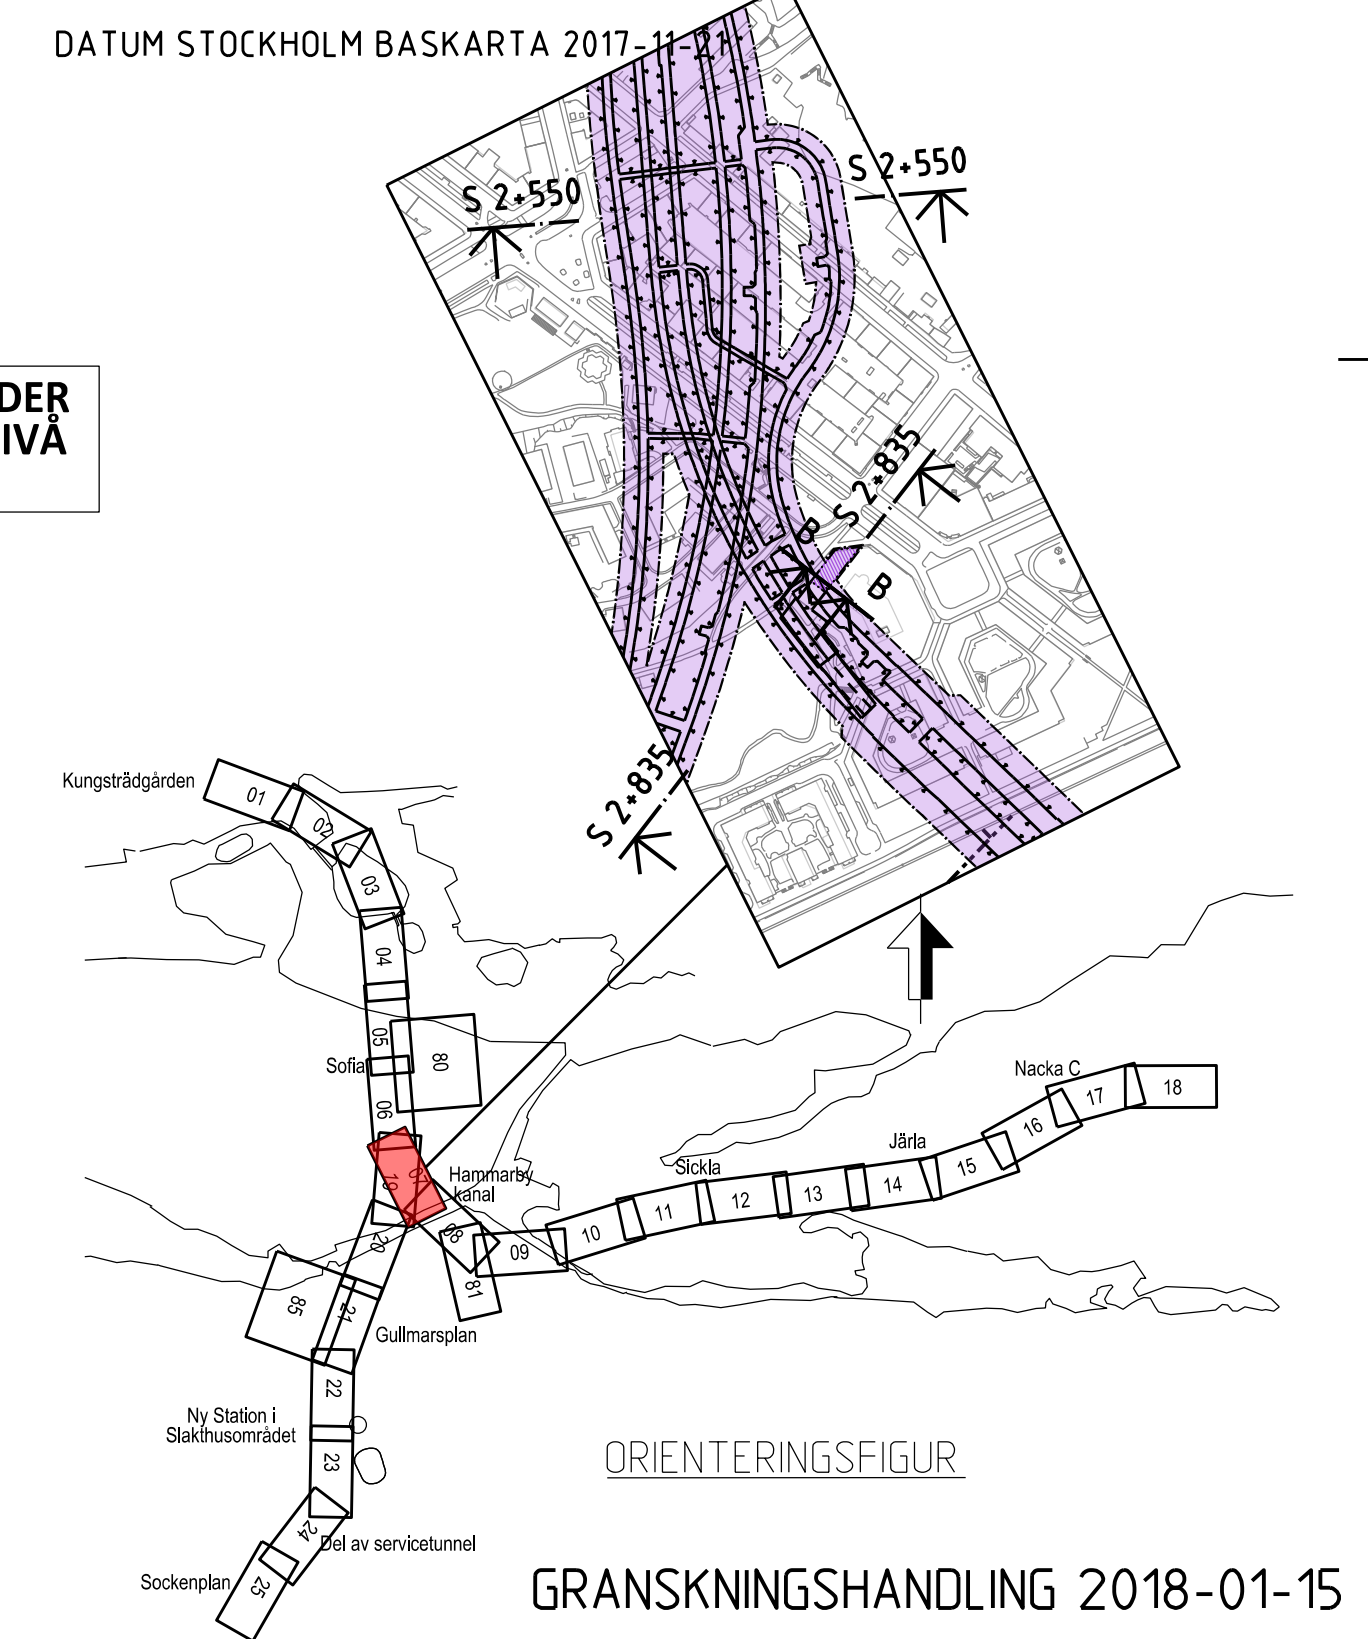 DATUM STOCKHOLM BASKARTA 2017-11-21
S 2+550
S 2+550
DER
IVÅ
S 2+835
B
B
S 2+835
Kungsträdgården
01
02
03
04
05
Sofia
80
06
07
19
Hammarby
kanal
08
20
09
81
10
11
Sickla
12
13
14
Järla
15
16
Nacka C
17
18
85
21
Gullmarsplan
22
Ny Station i
Slakthusområdet
23
24
Del av servicetunnel
Sockenplan
25
ORIENTERINGSFIGUR
GRANSKNINGSHANDLING 2018-01-15